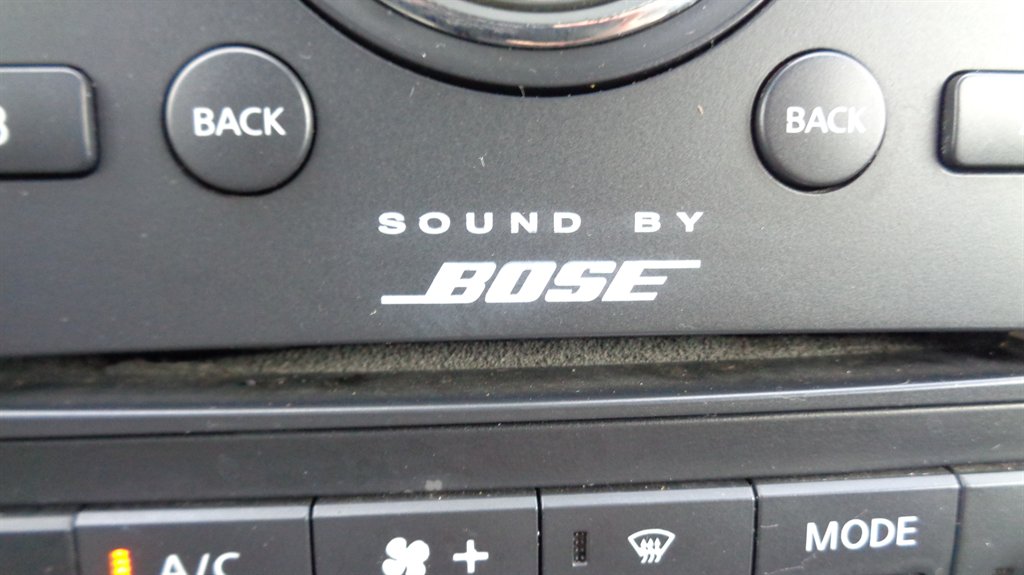 BACK
BACK
SOUND BY
BOSE
A/C
+
MODE